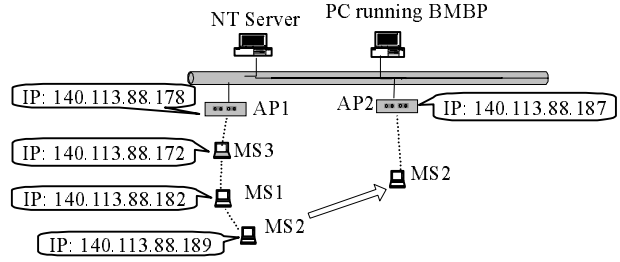 NT Server
PC running BMBP
IP: 140.113.88.178
AP1
AP2
IP: 140.113.88.187
IP: 140.113.88.172
MS3
MS2
IP: 140.113.88.182
MS1
MS2
IP: 140.113.88.189